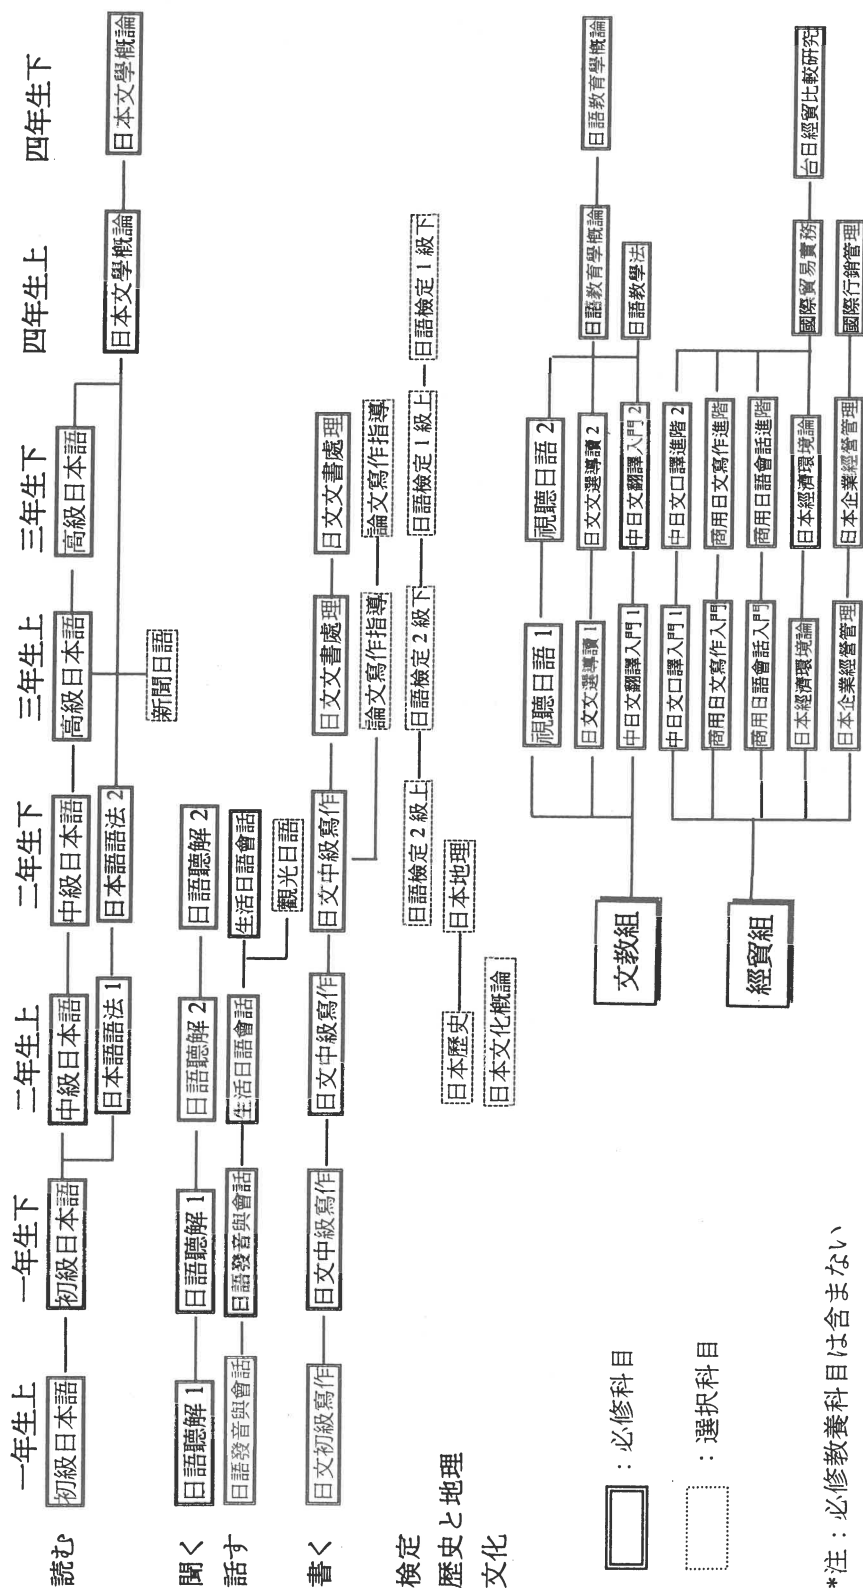 一年生上 一年生下 二年生上 二年生下 三年生上 三年生下 四年生上 四年生下
読む
初級日本語 初級日本語 中級日本語 中級日本語 高級日本語 高級日本語
日本語語法 1 日本語語法 2 日本文學概論 日本文學概論
新聞日語
聞く
日語聽解 1 日語聽解 1 日語聽解 2 日語聽解 2
話す
日語發音與會話 日語發音與會話 生活日語會話 生活日語會話
觀光日語
書く
日文初級寫作 日文中級寫作 日文中級寫作 日文中級寫作 日文文書處理 日文文書處理
論文寫作指導 論文寫作指導
検定
日語檢定 2 級上 日語檢定 2 級下 日語檢定 1 級上 日語檢定 1 級下
歴史と地理
日本歷史 日本地理
文化
日本文化概論
文教組
視聽日語 1 視聽日語 2
日文文選導讀 1 日文文選導讀 2 日語教育學概論 日語教育學概論
中日文翻譯入門 1 中日文翻譯入門 2 日語教學法
經貿組
中日文口譯入門 1 中日文口譯進階 2
商用日文寫作入門 商用日文寫作進階
商用日語會話入門 商用日語會話進階
日本經濟環境論 日本經濟環境論 國際貿易實務 台日經貿比較研究
日本企業經營管理 日本企業經營管理 國際行銷管理
：必修科目
：選択科目
*注：必修教養科目は含まない